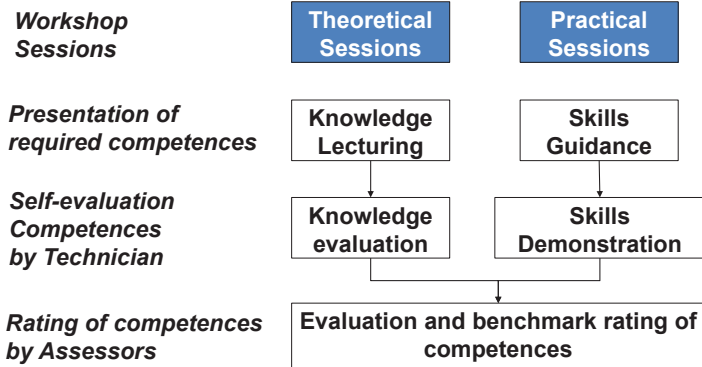 Workshop
Sessions
Theoretical
Sessions
Practical
Sessions
Presentation of
required competences
Knowledge
Lecturing
Skills
Guidance
Self-evaluation
Competences
by Technician
Knowledge
evaluation
Skills
Demonstration
Rating of competences
by Assessors
Evaluation and benchmark rating of
competences